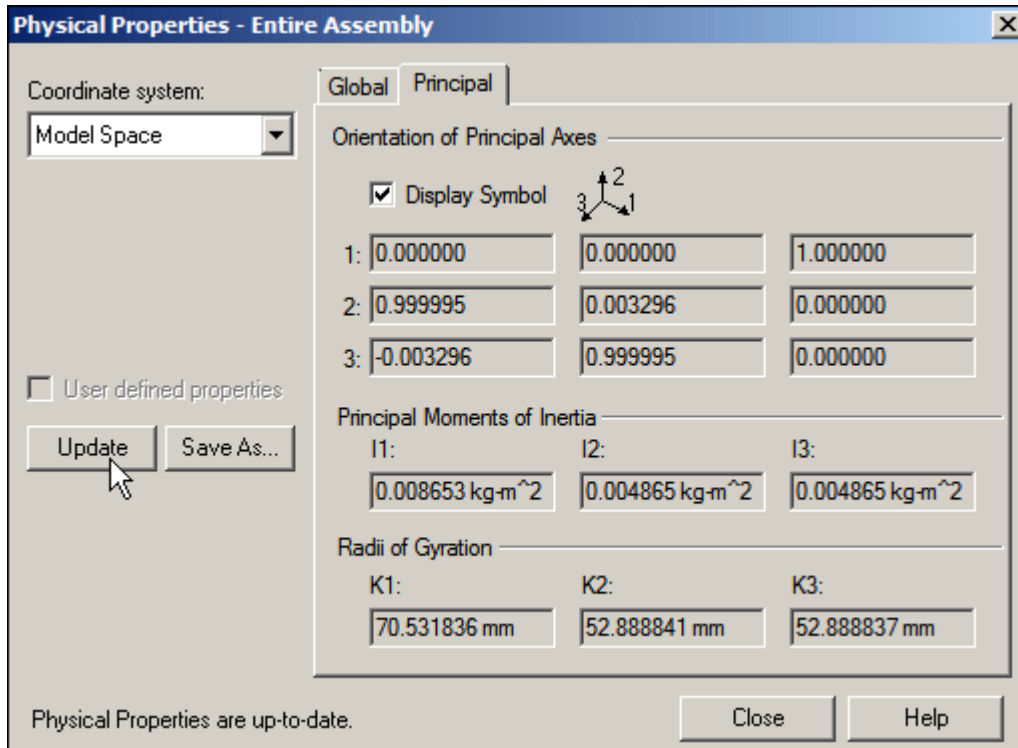 Physical Properties - Entire Assembly
Coordinate system:
Model Space
Global Principal
Orientation of Principal Axes
Display Symbol
2
3 1
1: 0.000000 0.000000 1.000000
2: 0.999995 0.003296 0.000000
3: -0.003296 0.999995 0.000000
User defined properties
Update Save As...
Principal Moments of Inertia
I1: I2: I3:
0.008653 kg-m^2 0.004865 kg-m^2 0.004865 kg-m^2
Radii of Gyration
K1: K2: K3:
70.531836 mm 52.888841 mm 52.888837 mm
Physical Properties are up-to-date.
Close Help